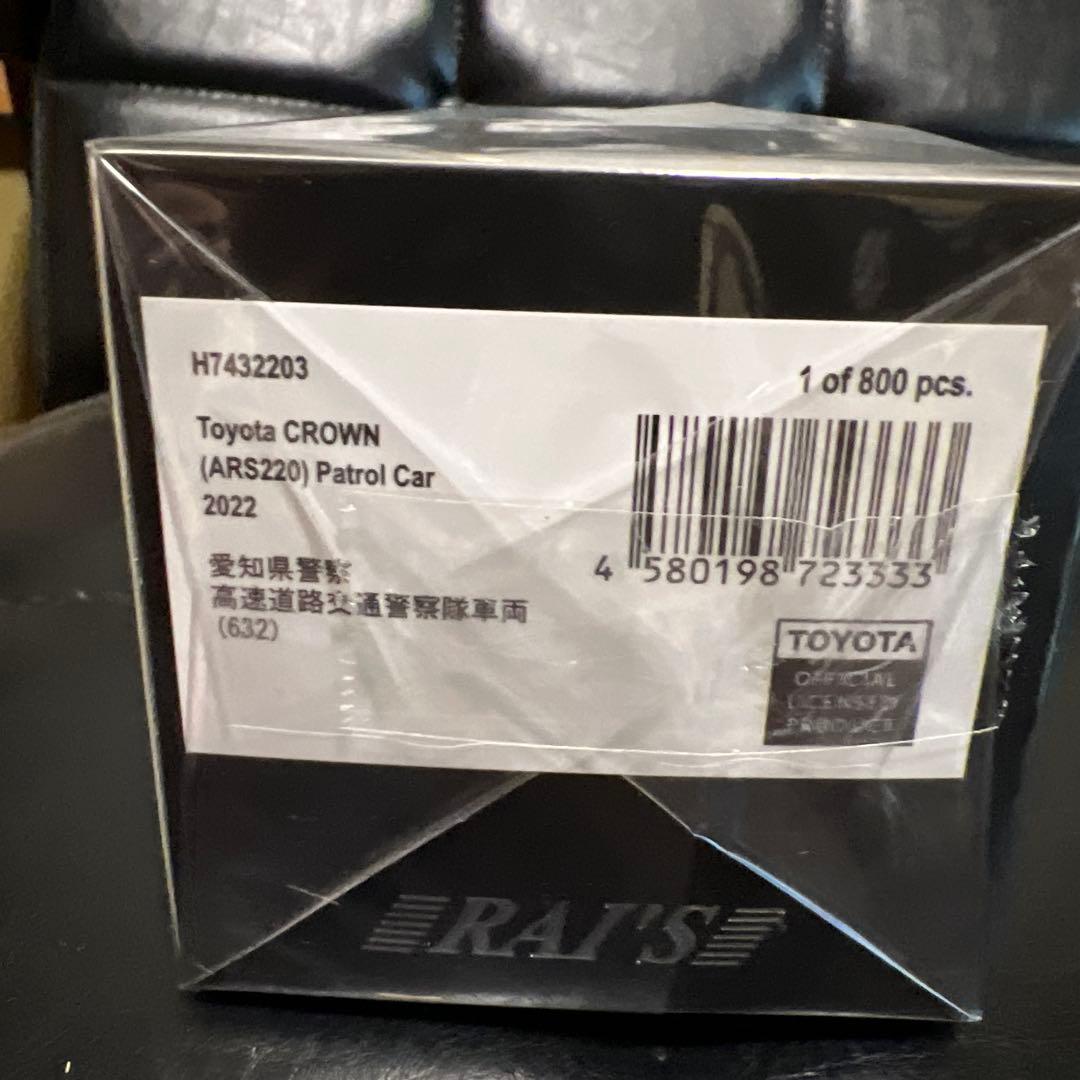 H7432203
1 of 800 pcs.
Toyota CROWN
(ARS220) Patrol Car
2022
愛知県警察
高速道路交通警察隊車両
(632)
4 580198 723333
TOYOTA
OFFICIAL
LICENSED
PRODUCT
RAI'S